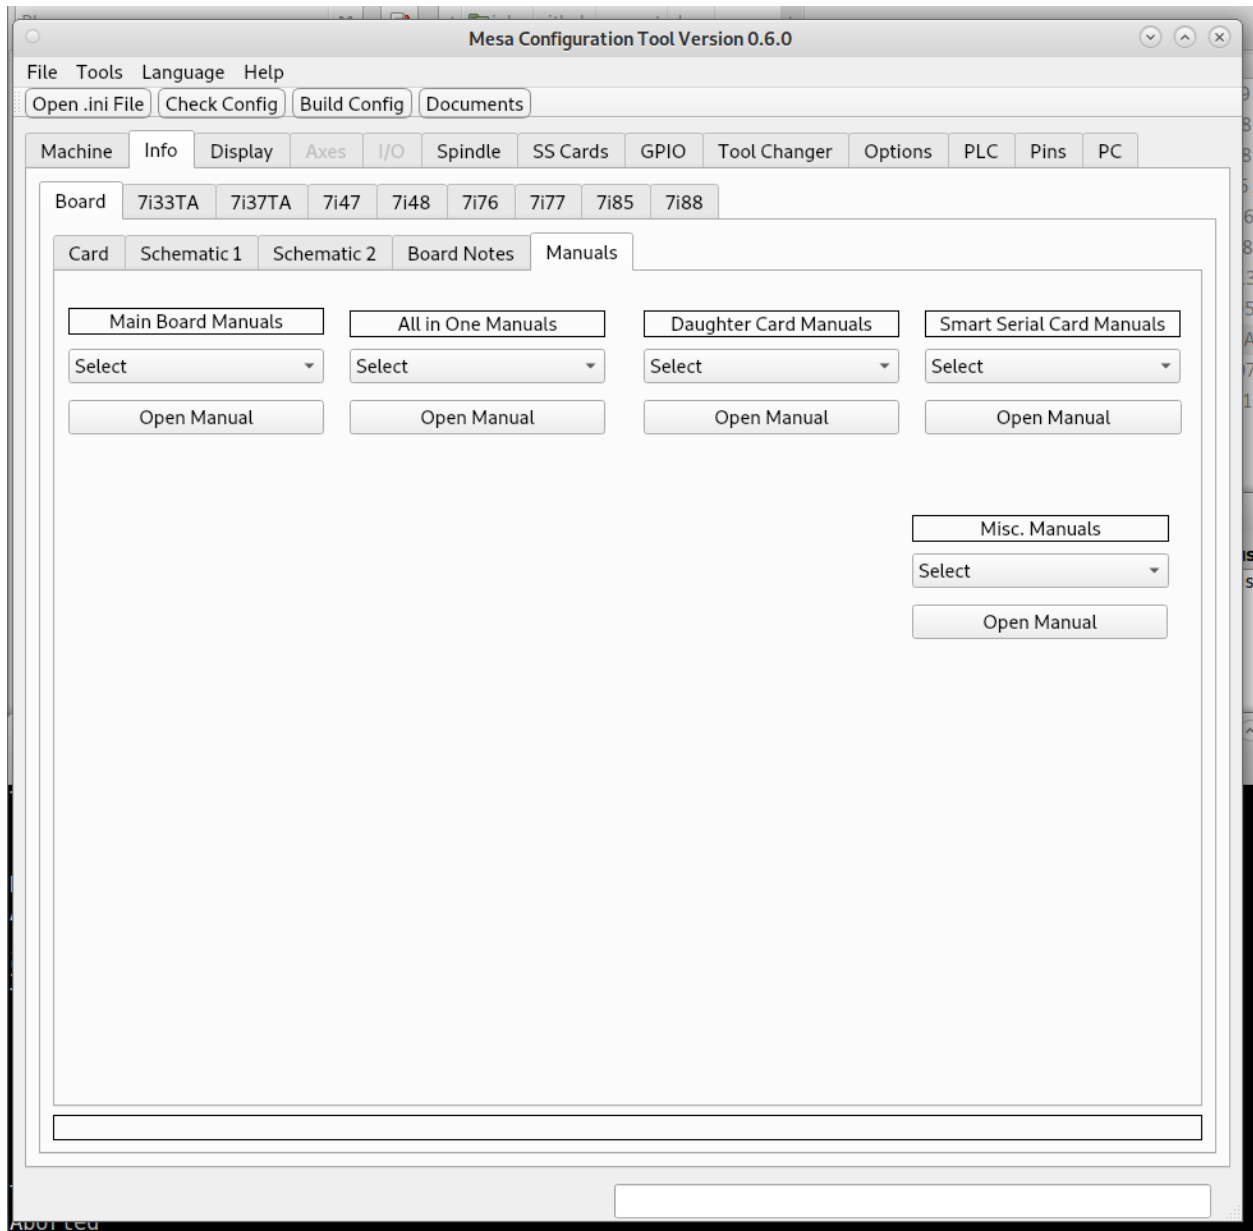 Mesa Configuration Tool Version 0.6.0
File Tools Language Help
Open .ini File Check Config Build Config Documents
Machine Info Display Axes I/O Spindle SS Cards GPIO Tool Changer Options PLC Pins PC
Board 7i33TA 7i37TA 7i47 7i48 7i76 7i77 7i85 7i88
Card Schematic 1 Schematic 2 Board Notes Manuals
Main Board Manuals All in One Manuals Daughter Card Manuals Smart Serial Card Manuals
Select Select Select Select
Open Manual Open Manual Open Manual Open Manual
Misc. Manuals
Select
Open Manual
Aborted